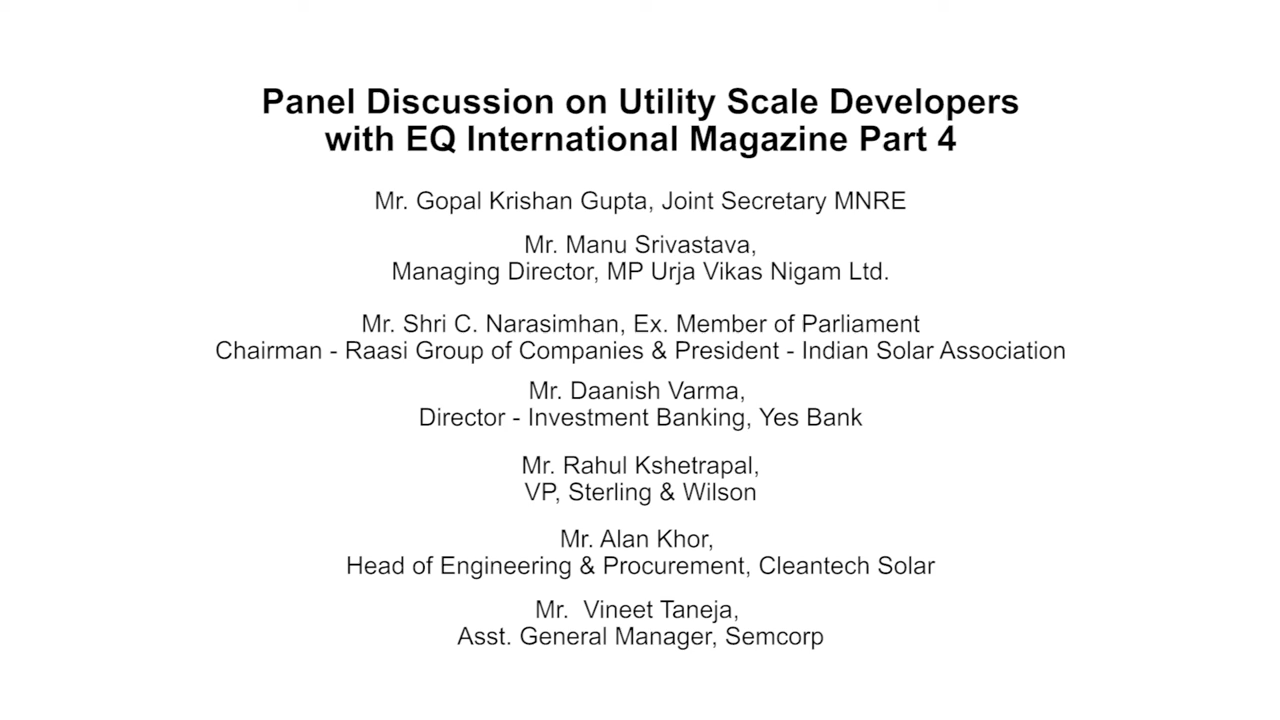 Panel Discussion on Utility Scale Developers
with EQ International Magazine Part 4
Mr. Gopal Krishan Gupta, Joint Secretary MNRE
Mr. Manu Srivastava,
Managing Director, MP Urja Vikas Nigam Ltd.
Mr. Shri C. Narasimhan, Ex. Member of Parliament
Chairman - Raasi Group of Companies & President - Indian Solar Association
Mr. Daanish Varma,
Director - Investment Banking, Yes Bank
Mr. Rahul Kshetrapal,
VP, Sterling & Wilson
Mr. Alan Khor,
Head of Engineering & Procurement, Cleantech Solar
Mr. Vineet Taneja,
Asst. General Manager, Semcorp